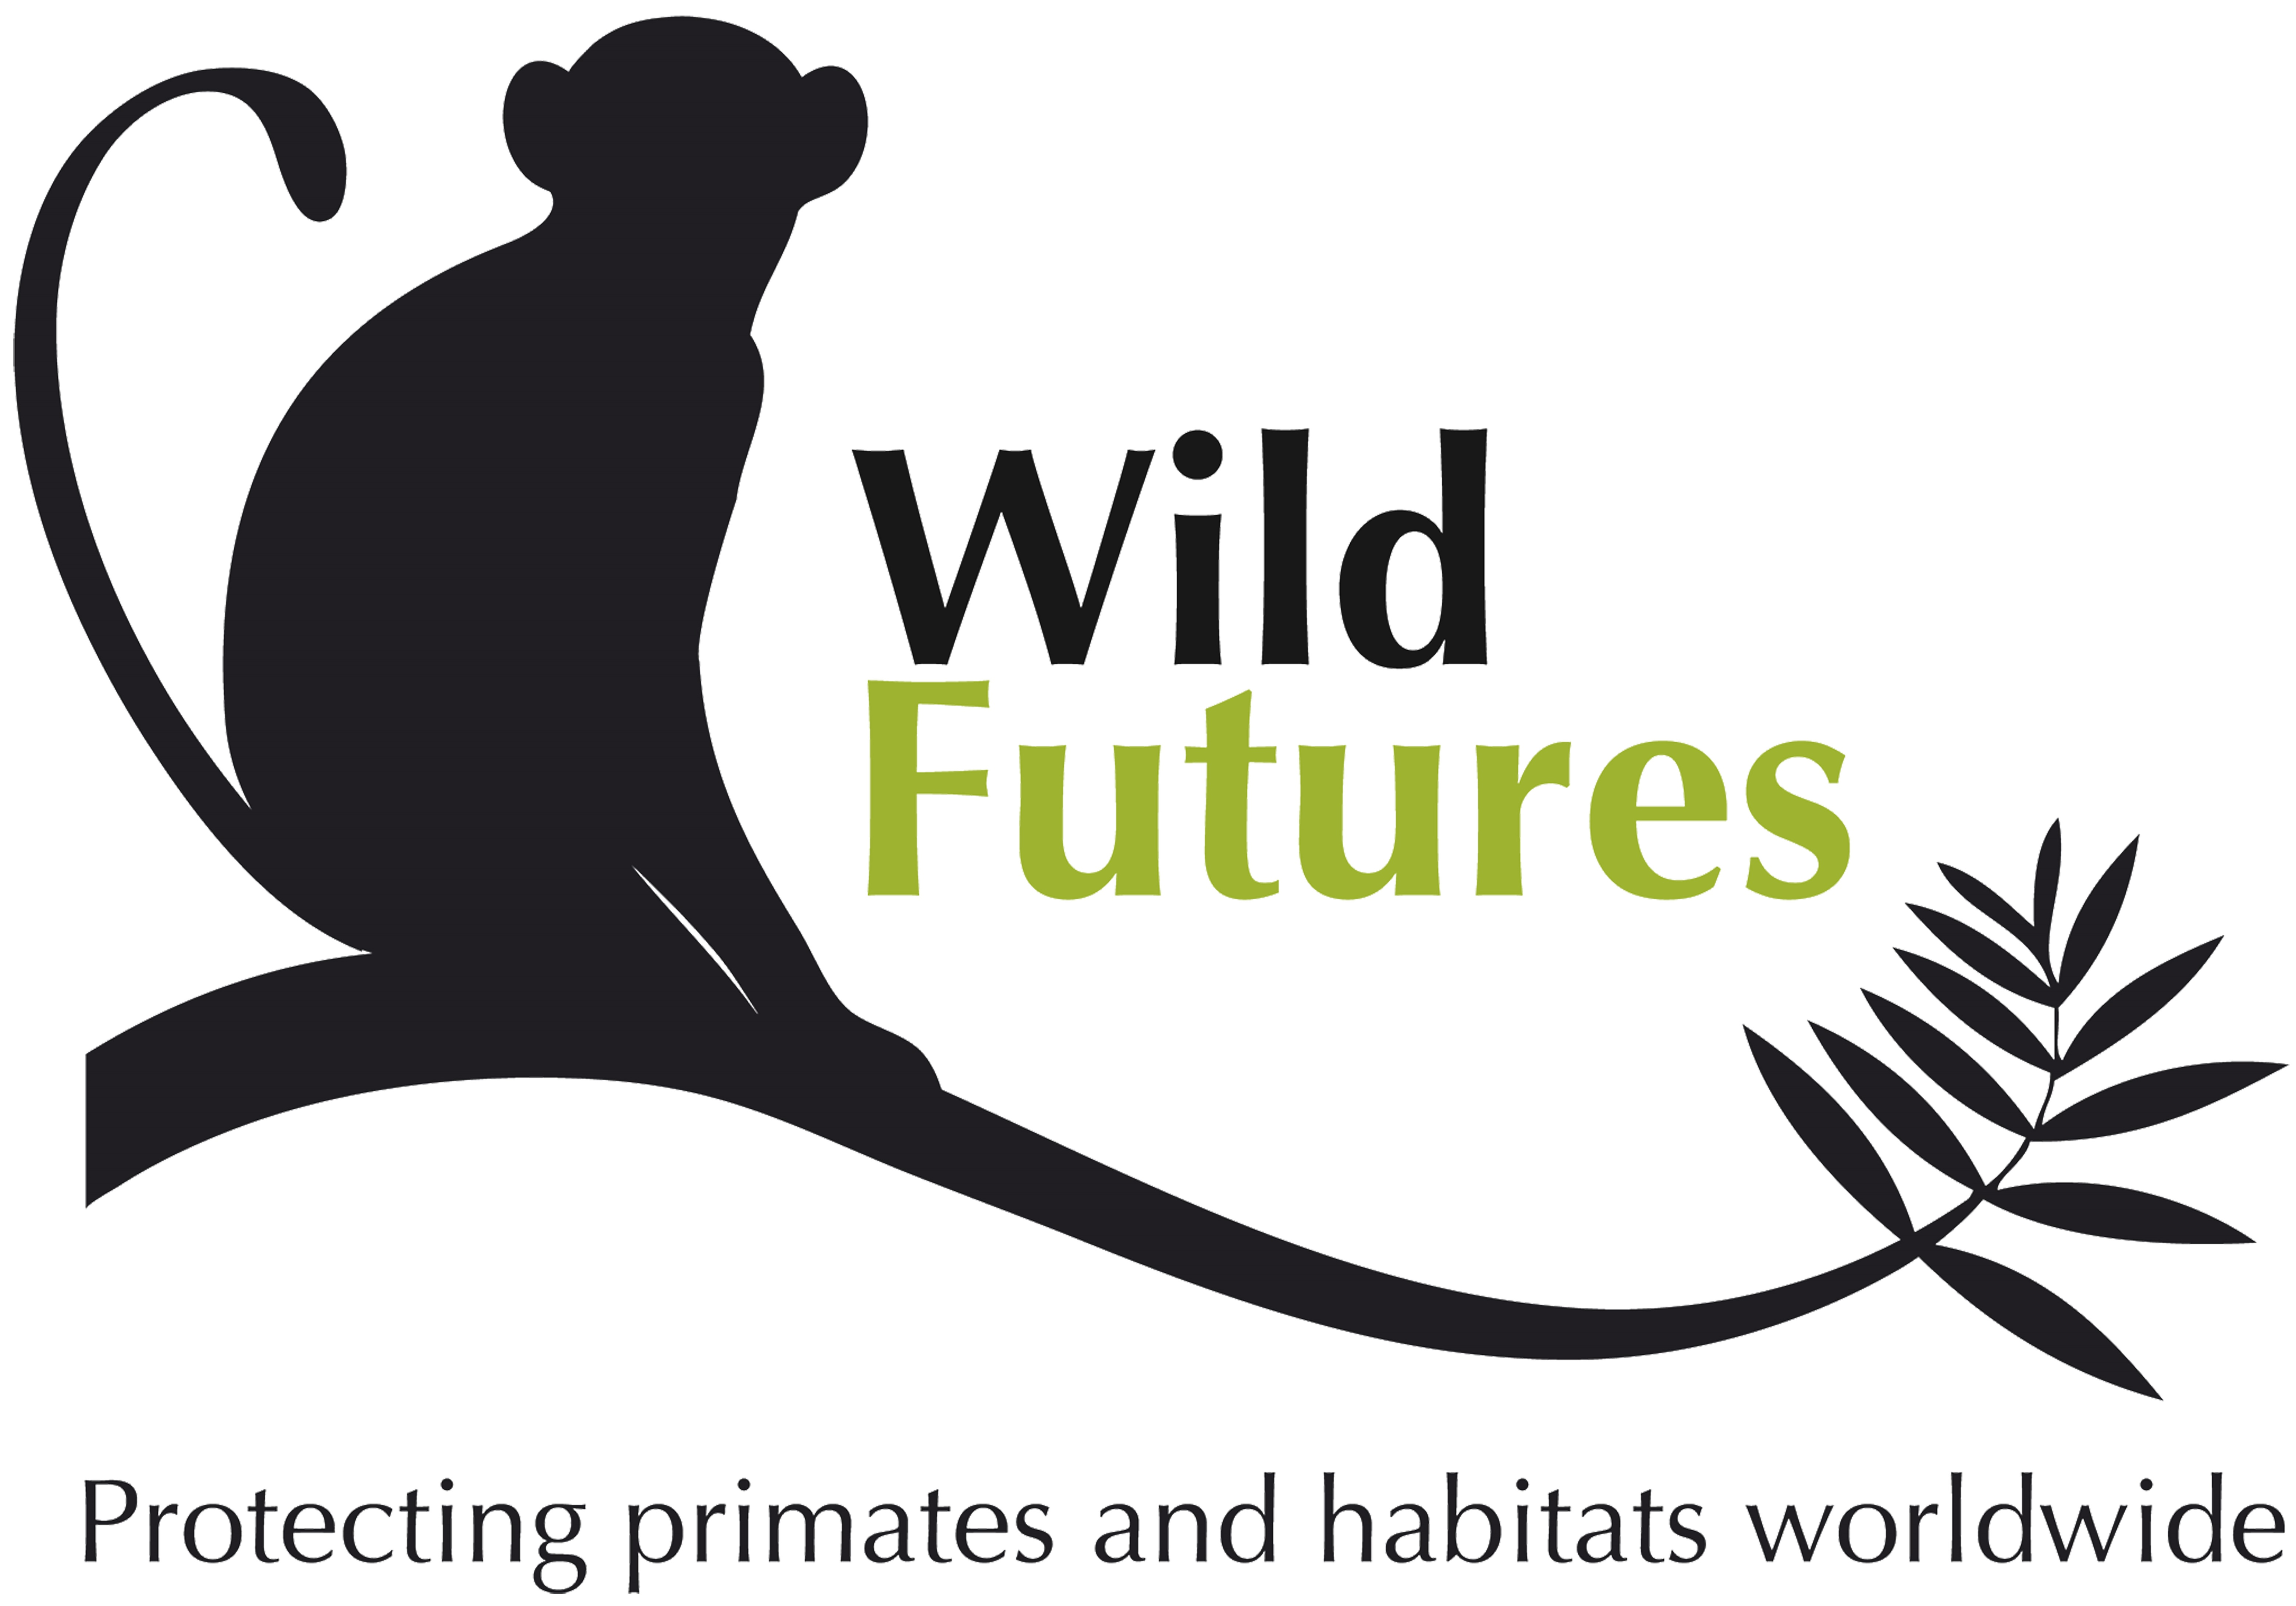 Wild
Futures
Protecting primates and habitats worldwide